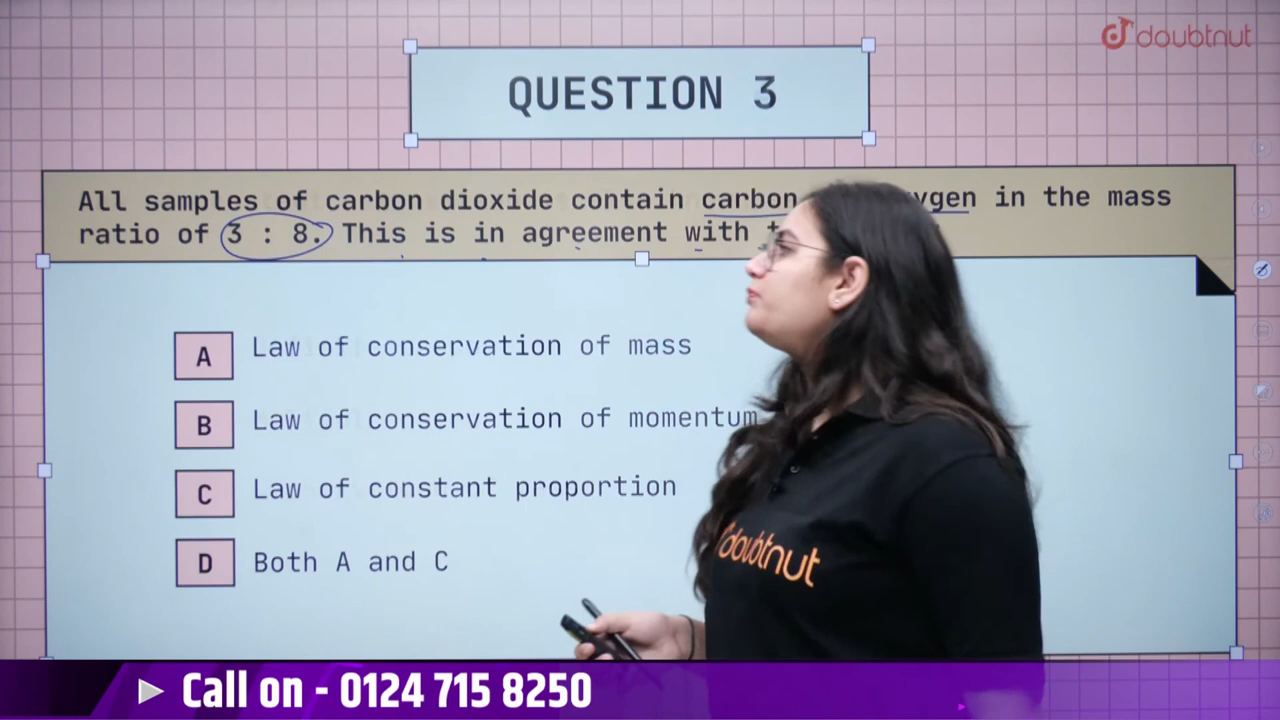 doubtnut
QUESTION 3
All samples of carbon dioxide contain carbon ygen in the mass
ratio of 3 : 8. This is in agreement with
A Law of conservation of mass
B Law of conservation of momentum
C Law of constant proportion
D Both A and C
doubtnut
Call on - 0124 715 8250